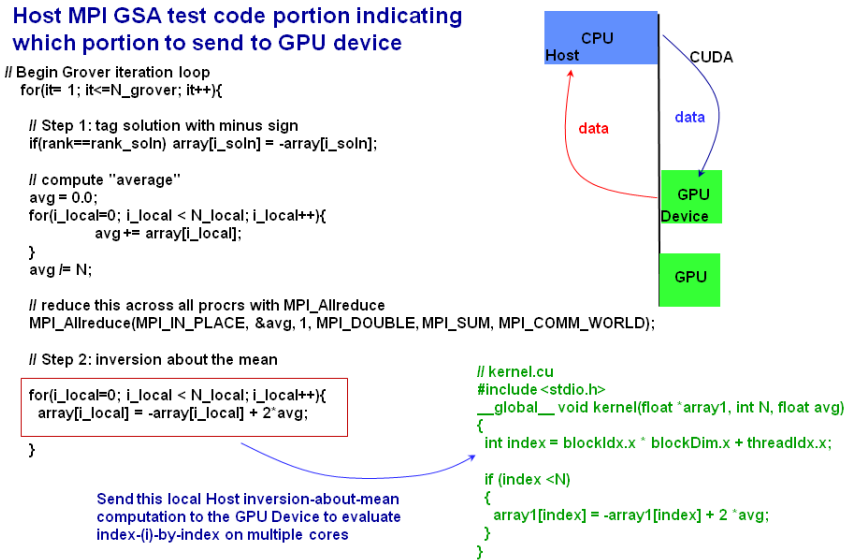 Host MPI GSA test code portion indicating
which portion to send to GPU device
// Begin Grover iteration loop
for(it= 1; it<=N_grover; it++){
// Step 1: tag solution with minus sign
if(rank==rank_soln) array[i_soln] = -array[i_soln];
// compute "average"
avg = 0.0;
for(i_local=0; i_local < N_local; i_local++){
avg += array[i_local];
}
avg /= N;
// reduce this across all procrs with MPI_Allreduce
MPI_Allreduce(MPI_IN_PLACE, &avg, 1, MPI_DOUBLE, MPI_SUM, MPI_COMM_WORLD);
// Step 2: inversion about the mean
for(i_local=0; i_local < N_local; i_local++){
array[i_local] = -array[i_local] + 2*avg;
}
Send this local Host inversion-about-mean
computation to the GPU Device to evaluate
index-(i)-by-index on multiple cores
CPU
Host
CUDA
data
data
GPU
Device
GPU
// kernel.cu
#include <stdio.h>
__global__ void kernel(float *array1, int N, float avg)
{
int index = blockIdx.x * blockDim.x + threadIdx.x;
if (index <N)
{
array1[index] = -array1[index] + 2 *avg;
}
}